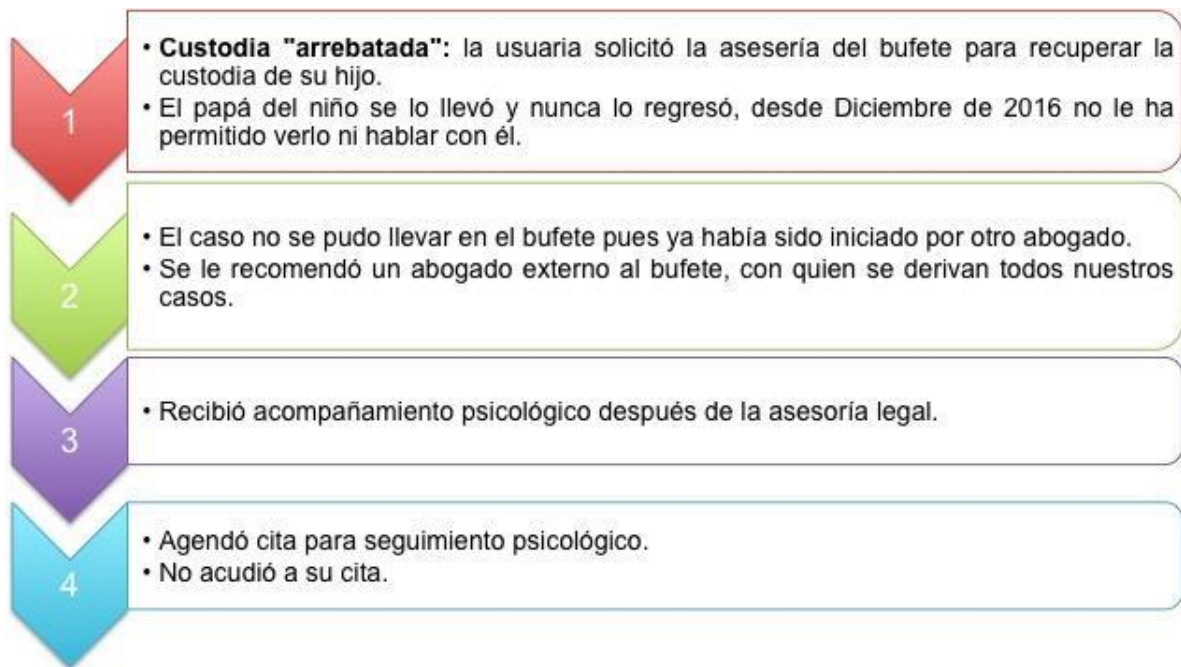 1
• Custodia "arrebatada": la usuaria solicitó la asesería del bufete para recuperar la
custodia de su hijo.
• El papá del niño se lo llevó y nunca lo regresó, desde Diciembre de 2016 no le ha
permitido verlo ni hablar con él.
2
• El caso no se pudo llevar en el bufete pues ya había sido iniciado por otro abogado.
• Se le recomendó un abogado externo al bufete, con quien se derivan todos nuestros
casos.
3
• Recibió acompañamiento psicológico después de la asesoría legal.
4
• Agendó cita para seguimiento psicológico.
• No acudió a su cita.